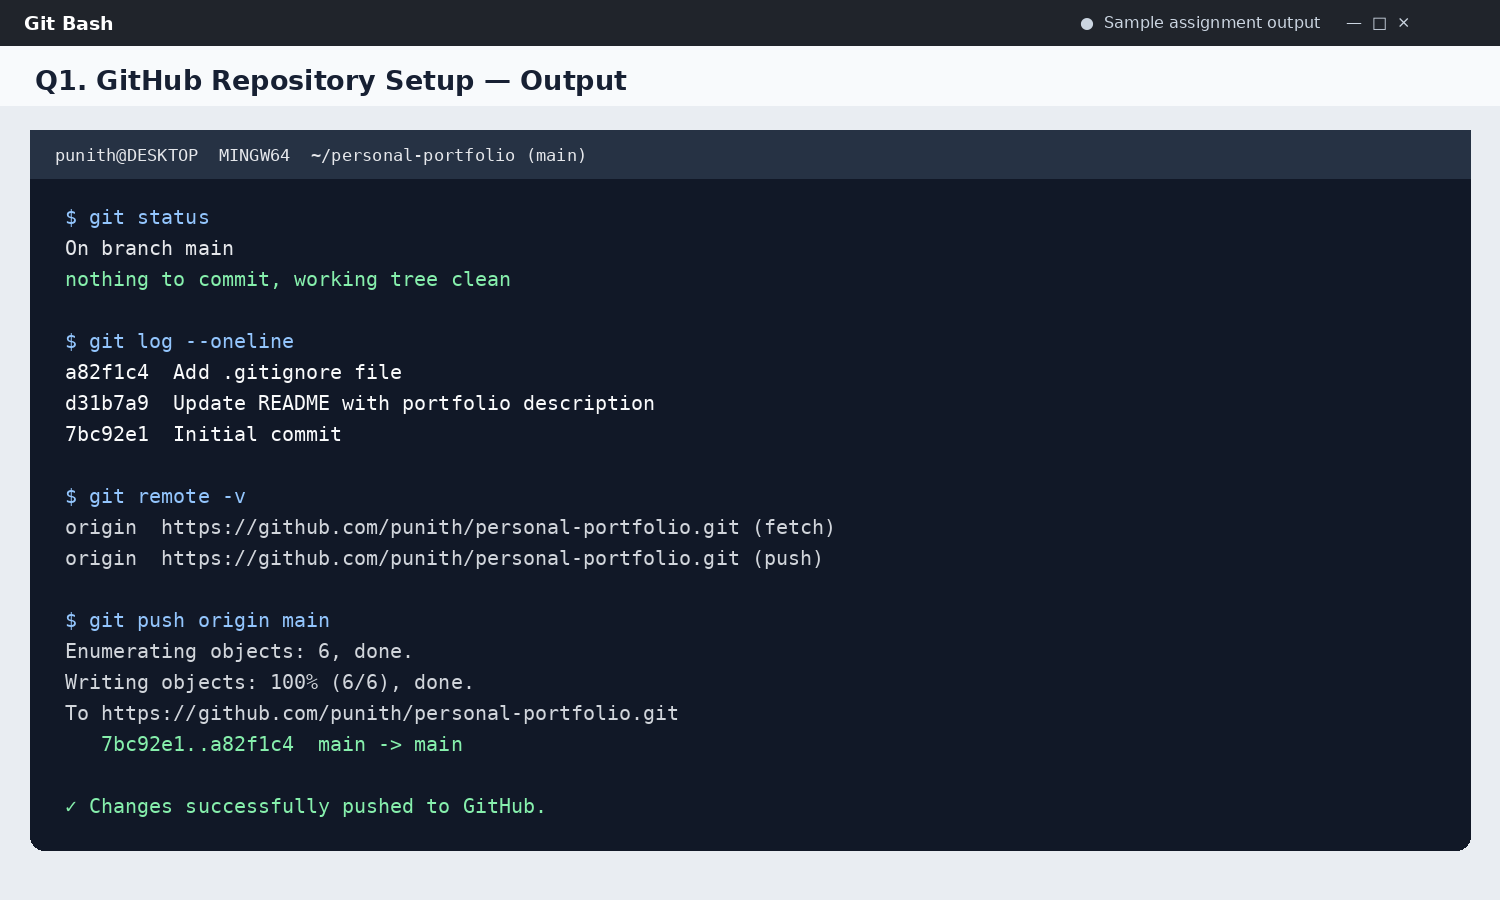 Git Bash
● Sample assignment output — □ ✕
Q1. GitHub Repository Setup — Output
punith@DESKTOP  MINGW64  ~/personal-portfolio (main)
$ git status
On branch main
nothing to commit, working tree clean
$ git log --oneline
a82f1c4  Add .gitignore file
d31b7a9  Update README with portfolio description
7bc92e1  Initial commit
$ git remote -v
origin  https://github.com/punith/personal-portfolio.git (fetch)
origin  https://github.com/punith/personal-portfolio.git (push)
$ git push origin main
Enumerating objects: 6, done.
Writing objects: 100% (6/6), done.
To https://github.com/punith/personal-portfolio.git
   7bc92e1..a82f1c4  main -> main
✓ Changes successfully pushed to GitHub.